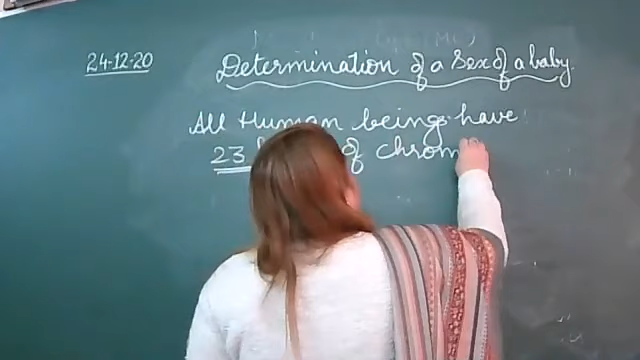 24-12-20
Determination of a Sex of a baby.
All Human beings have
23 of chrom